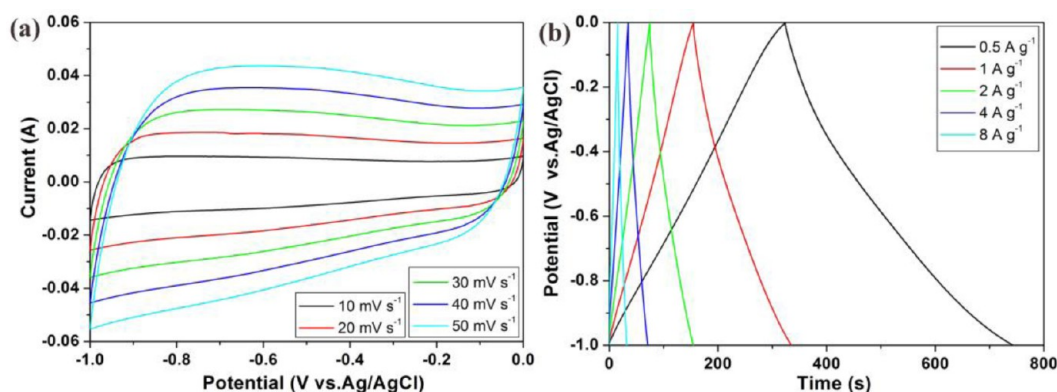 (a)
0.06
0.04
0.02
0.00
-0.02
-0.04
-0.06
Current (A)
10 mV s⁻¹
20 mV s⁻¹
30 mV s⁻¹
40 mV s⁻¹
50 mV s⁻¹
-1.0 -0.8 -0.6 -0.4 -0.2 0.0
Potential (V vs.Ag/AgCl)
(b)
0.0
-0.2
-0.4
-0.6
-0.8
-1.0
Potential (V vs.Ag/AgCl)
0.5 A g⁻¹
1 A g⁻¹
2 A g⁻¹
4 A g⁻¹
8 A g⁻¹
0 200 400 600 800
Time (s)